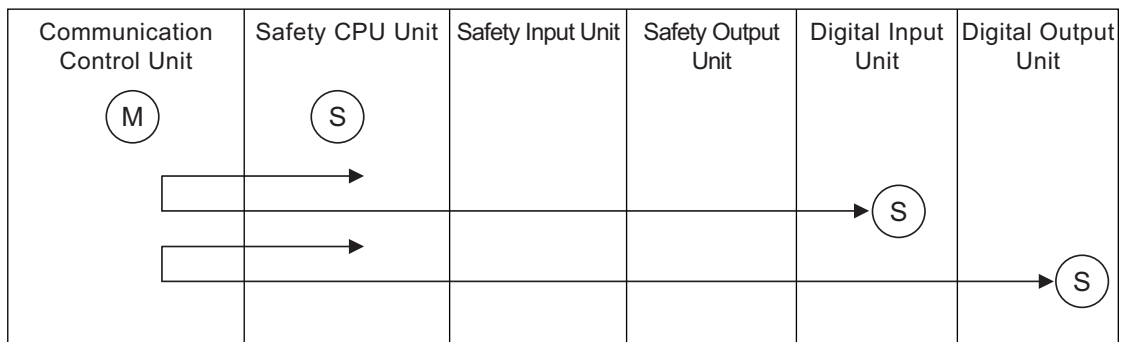 Communication
Control Unit
Safety CPU Unit
Safety Input Unit
Safety Output
Unit
Digital Input
Unit
Digital Output
Unit
M
S
S
S